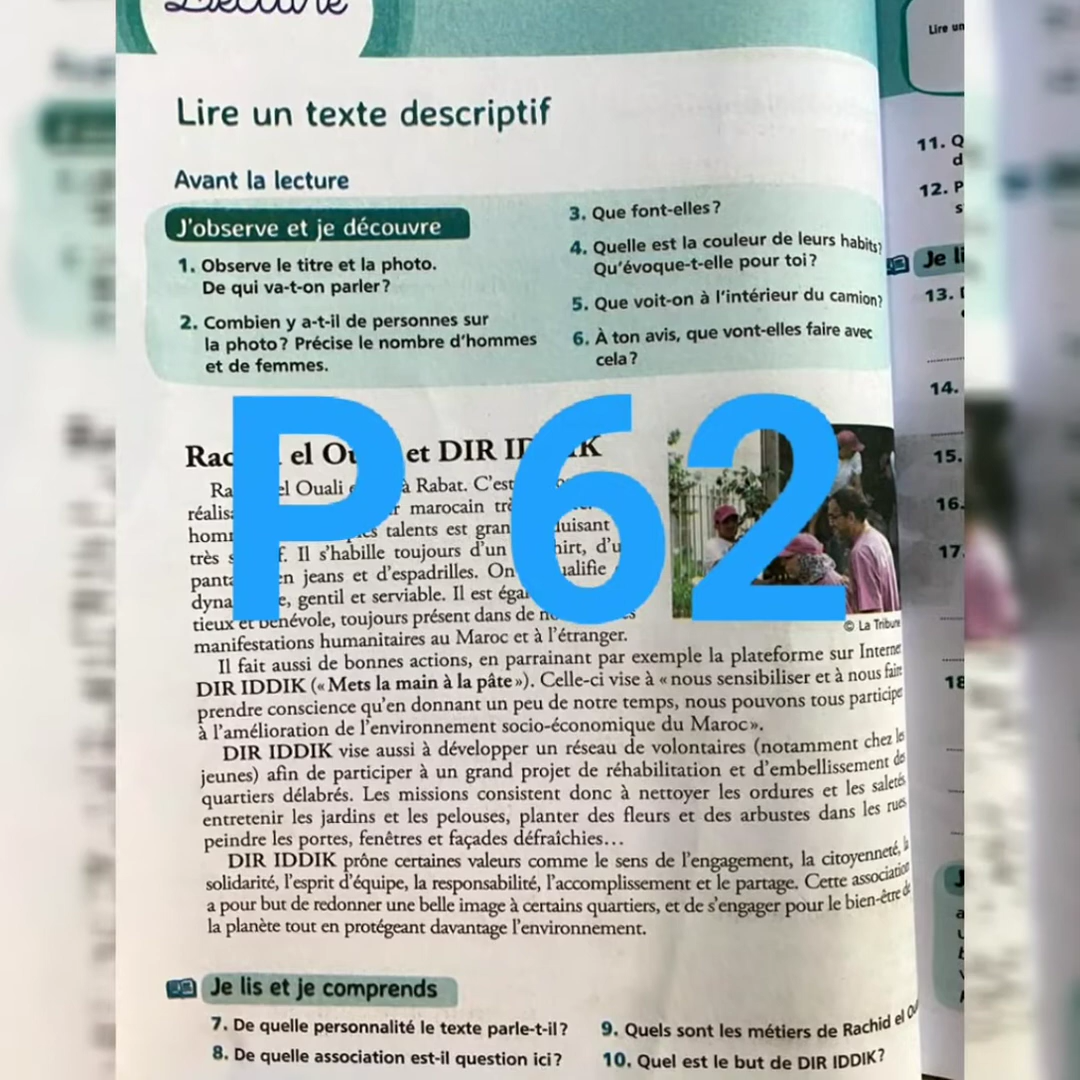 Lecture
Lire un
Lire un texte descriptif
Avant la lecture
J'observe et je découvre
1. Observe le titre et la photo.
De qui va-t-on parler ?
2. Combien y a-t-il de personnes sur
la photo ? Précise le nombre d'hommes
et de femmes.
3. Que font-elles ?
4. Quelle est la couleur de leurs habits ?
Qu'évoque-t-elle pour toi ?
5. Que voit-on à l'intérieur du camion ?
6. À ton avis, que vont-elles faire avec
cela ?
P 62
el et DIR
el Ouali à Rabat. C'est
marocain
talents est
très Il s'habille toujours d'un
en jeans et d'espadrilles. On
gentil et serviable. Il est
tieux et bénévole, toujours présent dans de
manifestations humanitaires au Maroc et à l'étranger.
© La Tribune
Il fait aussi de bonnes actions, en parrainant par exemple la plateforme sur Internet
DIR IDDIK (« Mets la main à la pâte »). Celle-ci vise à « nous sensibiliser et à nous faire
prendre conscience qu'en donnant un peu de notre temps, nous pouvons tous participer
à l'amélioration de l'environnement socio-économique du Maroc ».
DIR IDDIK vise aussi à développer un réseau de volontaires (notamment chez les
jeunes) afin de participer à un grand projet de réhabilitation et d'embellissement des
quartiers délabrés. Les missions consistent donc à nettoyer les ordures et les saletés,
entretenir les jardins et les pelouses, planter des fleurs et des arbustes dans les rues,
peindre les portes, fenêtres et façades défraîchies...
DIR IDDIK prône certaines valeurs comme le sens de l'engagement, la citoyenneté, la
solidarité, l'esprit d'équipe, la responsabilité, l'accomplissement et le partage. Cette association
a pour but de redonner une belle image à certains quartiers, et de s'engager pour le bien-être de
la planète tout en protégeant davantage l'environnement.
Je lis et je comprends
7. De quelle personnalité le texte parle-t-il ?
8. De quelle association est-il question ici ?
9. Quels sont les métiers de Rachid el
10. Quel est le but de DIR IDDIK ?
11. Q
d
12. P
s
Je li
13.
14.
15.
16.
17.
18